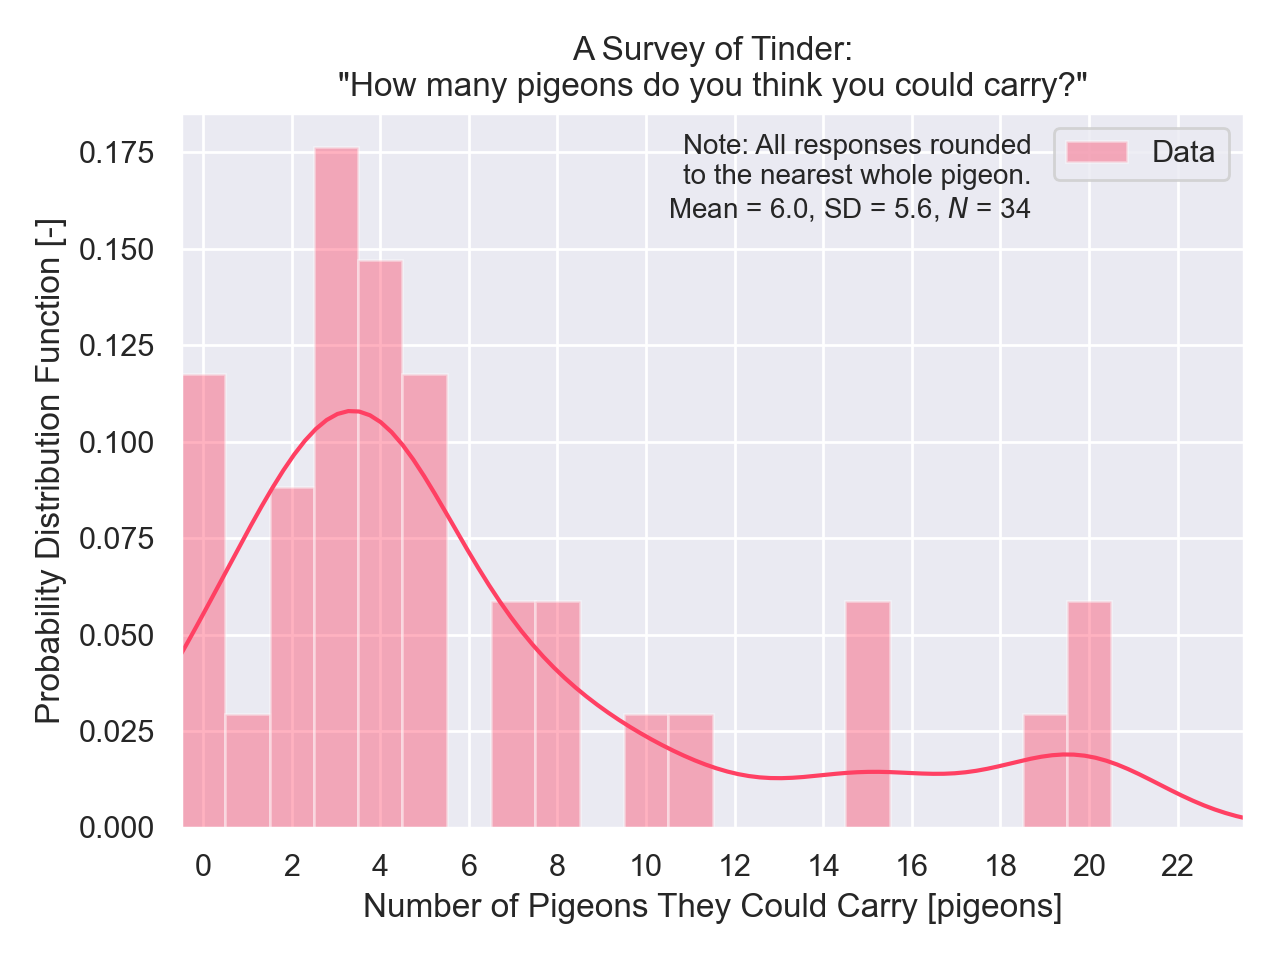 A Survey of Tinder:
"How many pigeons do you think you could carry?"
Note: All responses rounded
to the nearest whole pigeon.
Mean = 6.0, SD = 5.6, N = 34
Data
Probability Distribution Function [-]
0.175
0.150
0.125
0.100
0.075
0.050
0.025
0.000
0 2 4 6 8 10 12 14 16 18 20 22
Number of Pigeons They Could Carry [pigeons]